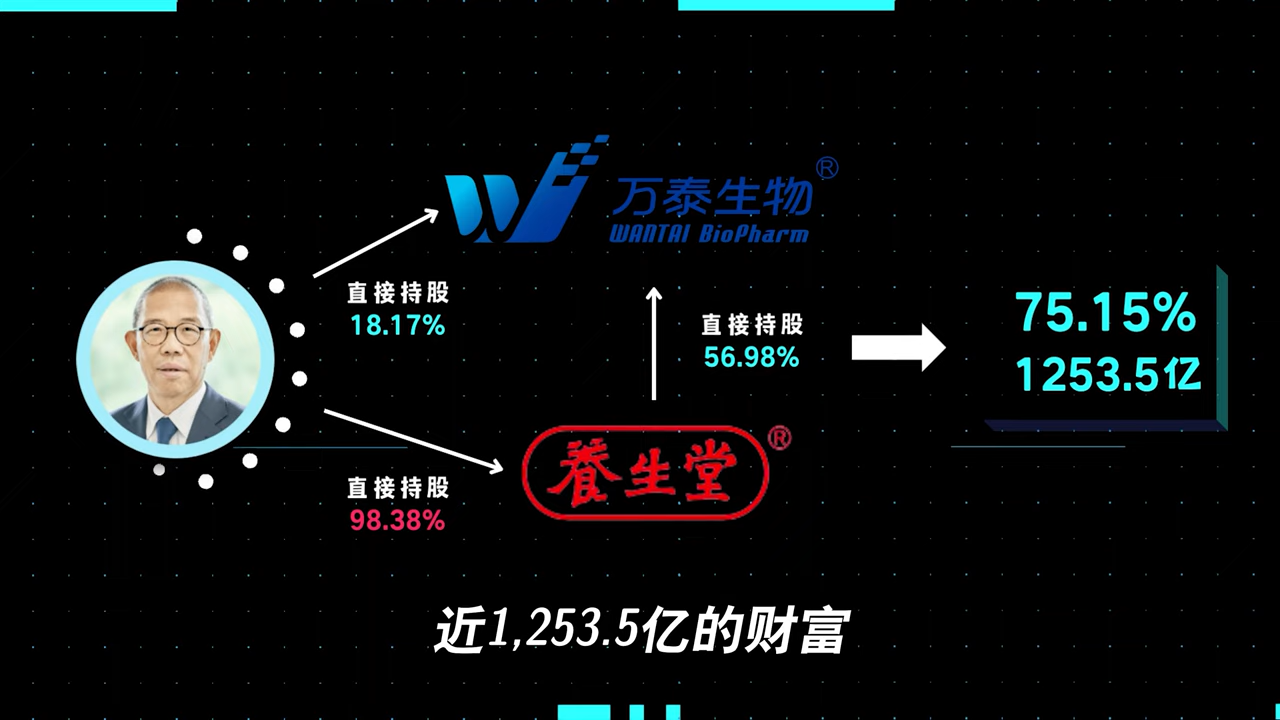 万泰生物®
WANTAI BioPharm
直接持股
18.17%
直接持股
56.98%
75.15%
1253.5亿
養生堂®
直接持股
98.38%
近1,253.5亿的财富